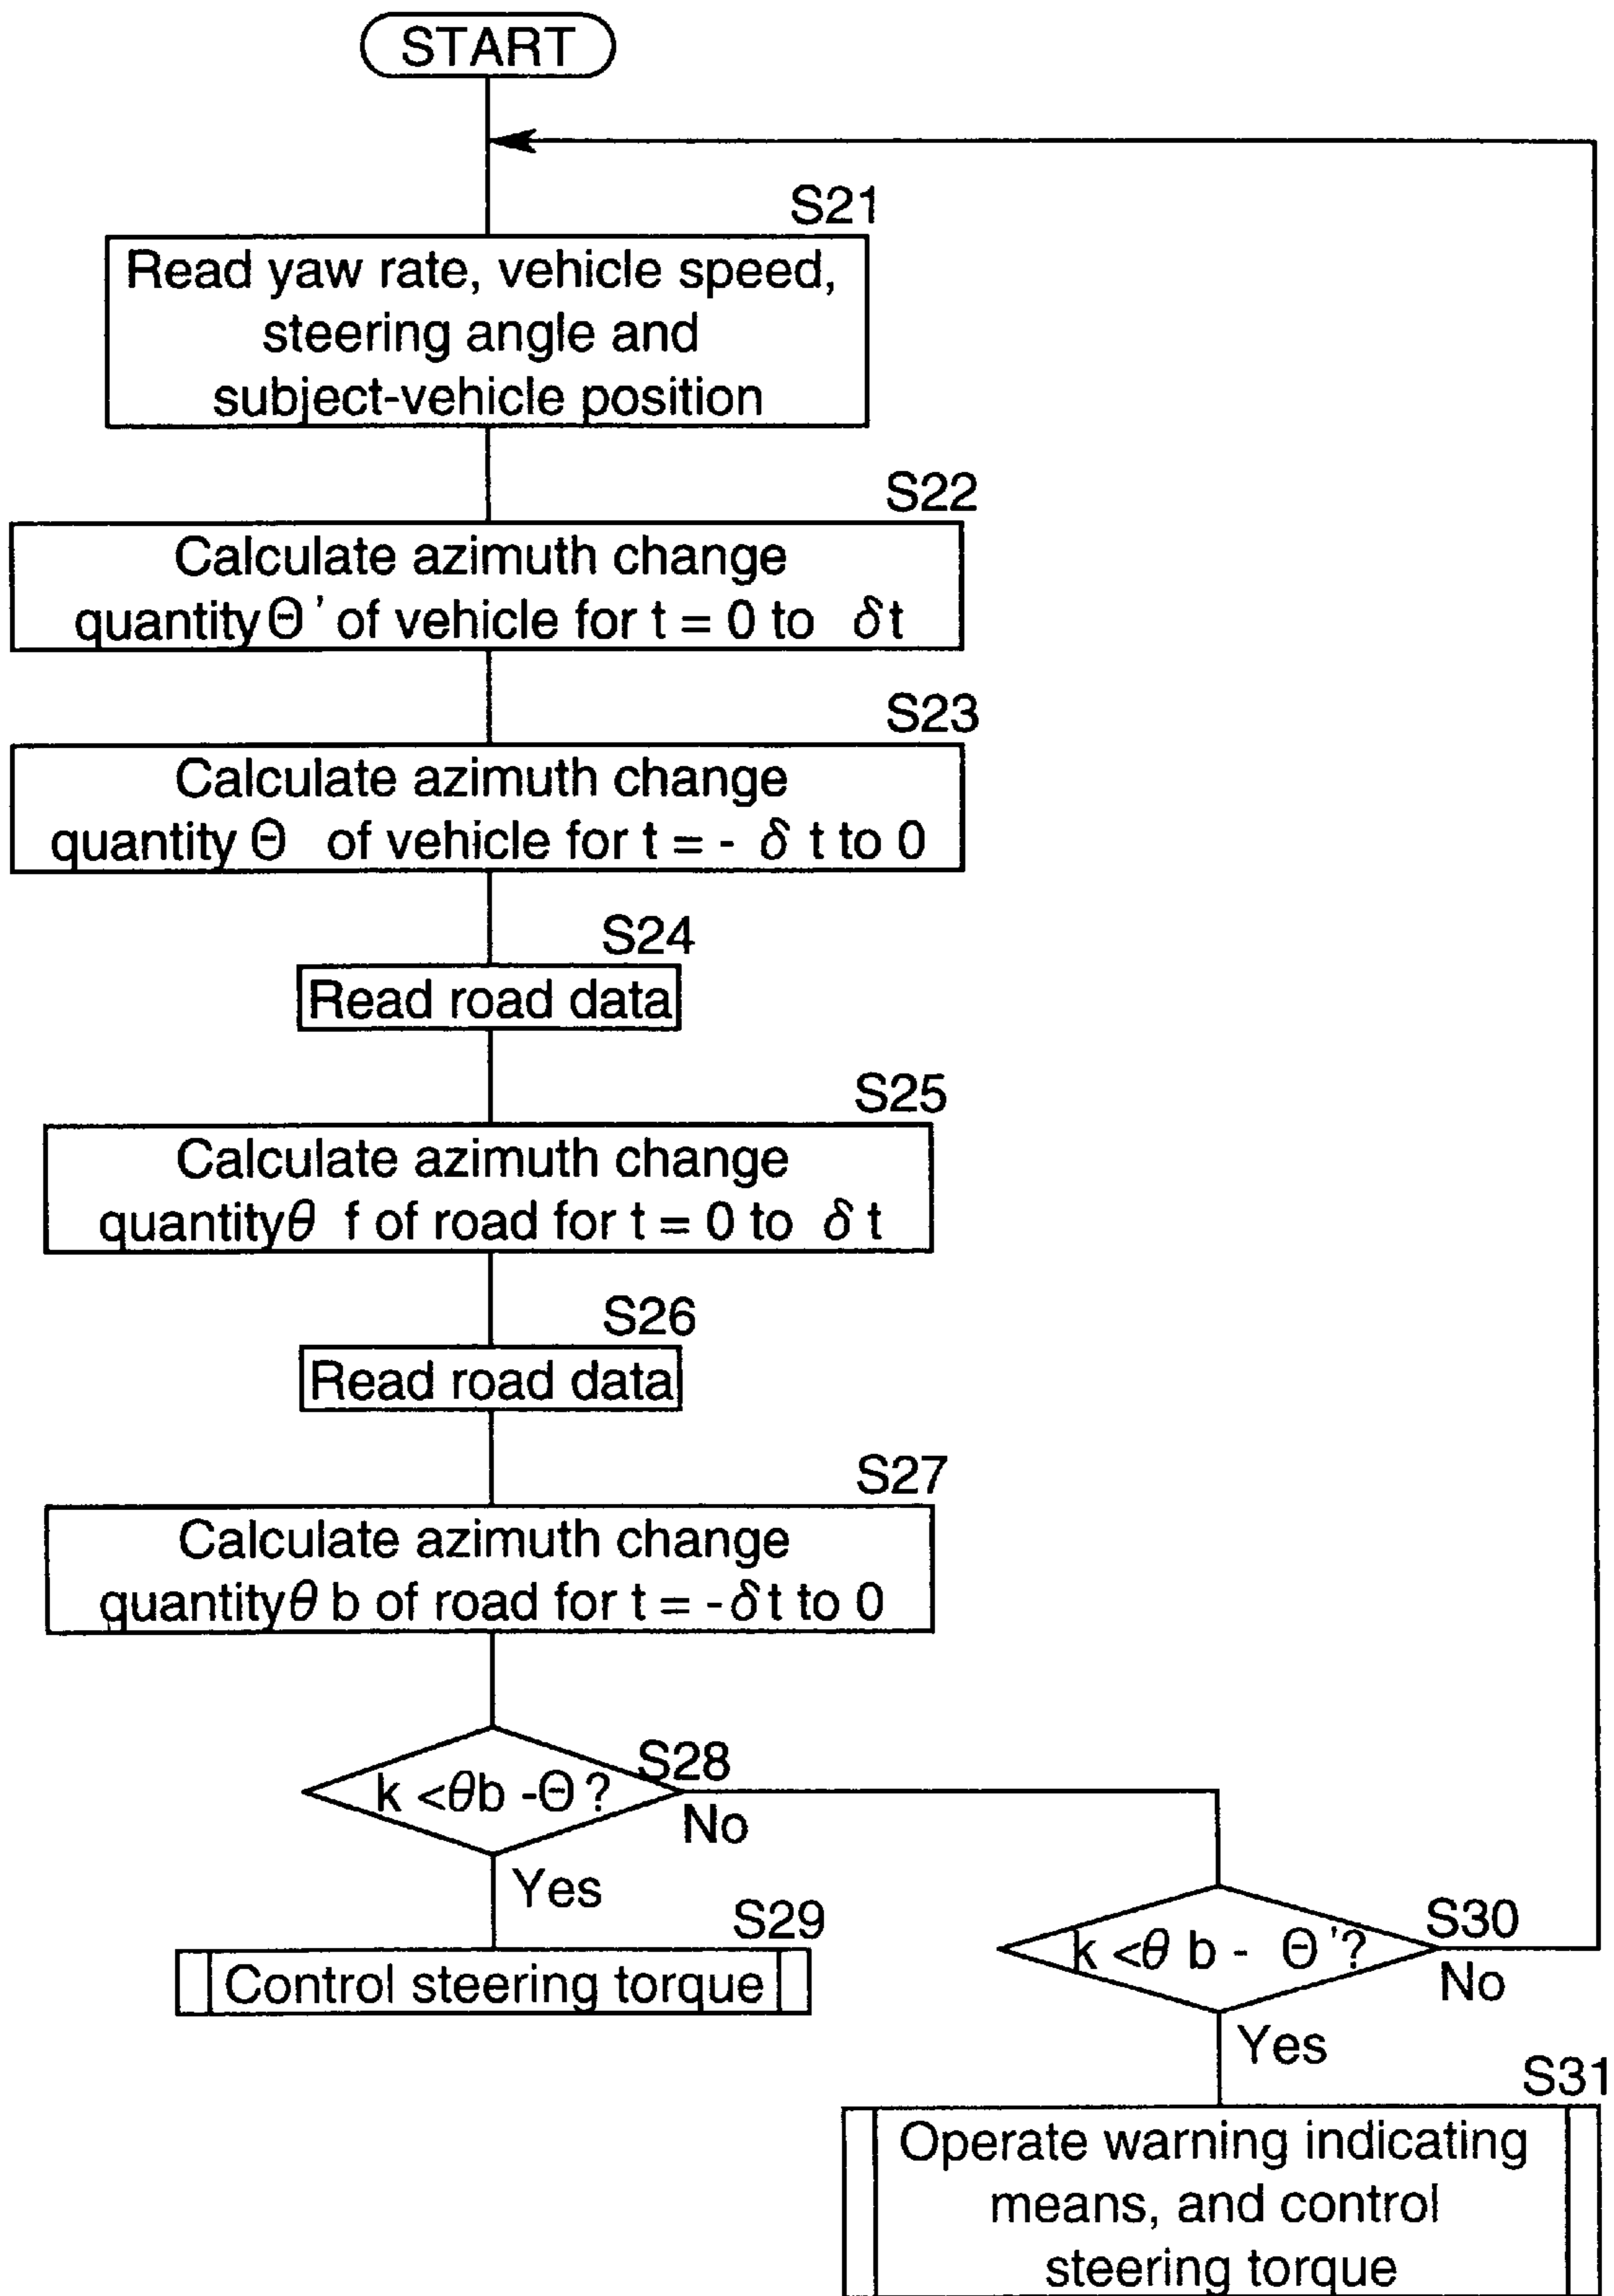 START
S21
Read yaw rate, vehicle speed,
steering angle and
subject-vehicle position
S22
Calculate azimuth change
quantity Θ' of vehicle for t = 0 to δt
S23
Calculate azimuth change
quantity Θ of vehicle for t = - δ t to 0
S24
Read road data
S25
Calculate azimuth change
quantity θ f of road for t = 0 to δ t
S26
Read road data
S27
Calculate azimuth change
quantity θ b of road for t = -δt to 0
S28
k <θb -Θ?
No
Yes
S29
Control steering torque
S30
k <θ b - Θ'?
No
Yes
S31
Operate warning indicating
means, and control
steering torque